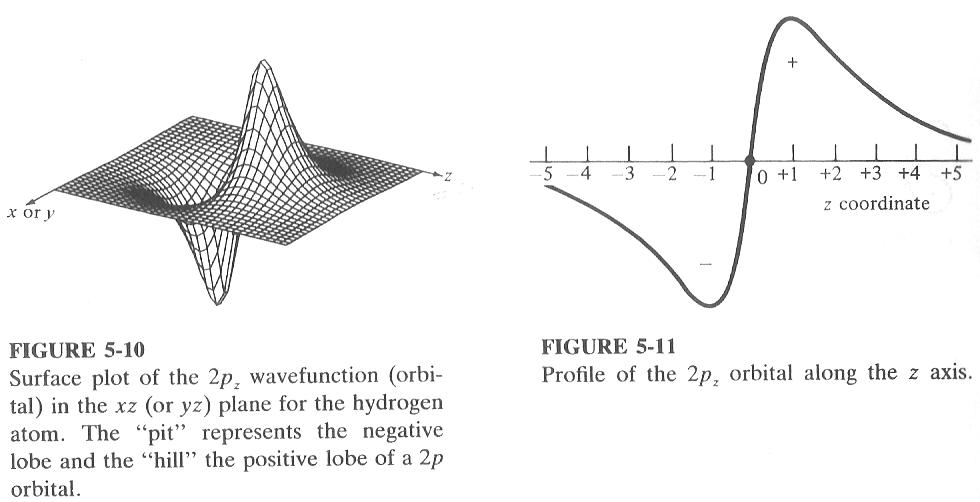 z
x or y
FIGURE 5-10
Surface plot of the 2p_z wavefunction (orbi-
tal) in the xz (or yz) plane for the hydrogen
atom. The “pit” represents the negative
lobe and the “hill” the positive lobe of a 2p
orbital.
+
-5 -4 -3 -2 -1 0 +1 +2 +3 +4 +5
z coordinate
−
FIGURE 5-11
Profile of the 2p_z orbital along the z axis.